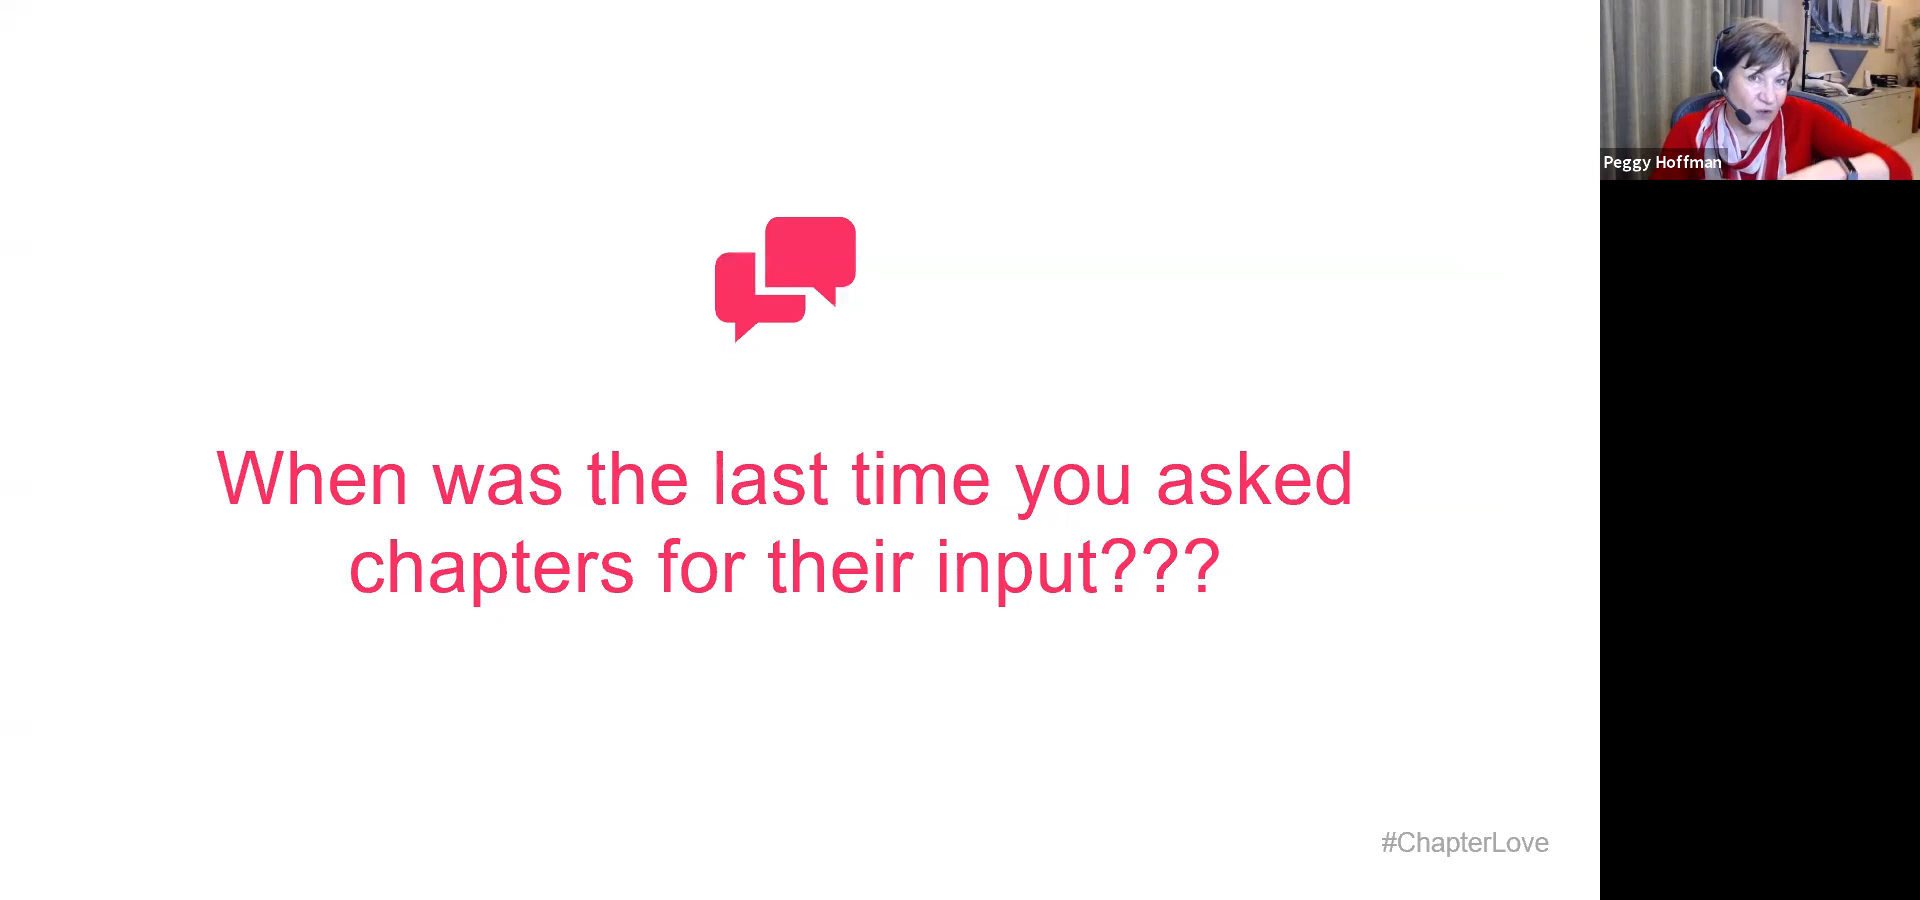 When was the last time you asked
chapters for their input???
#ChapterLove
Peggy Hoffman